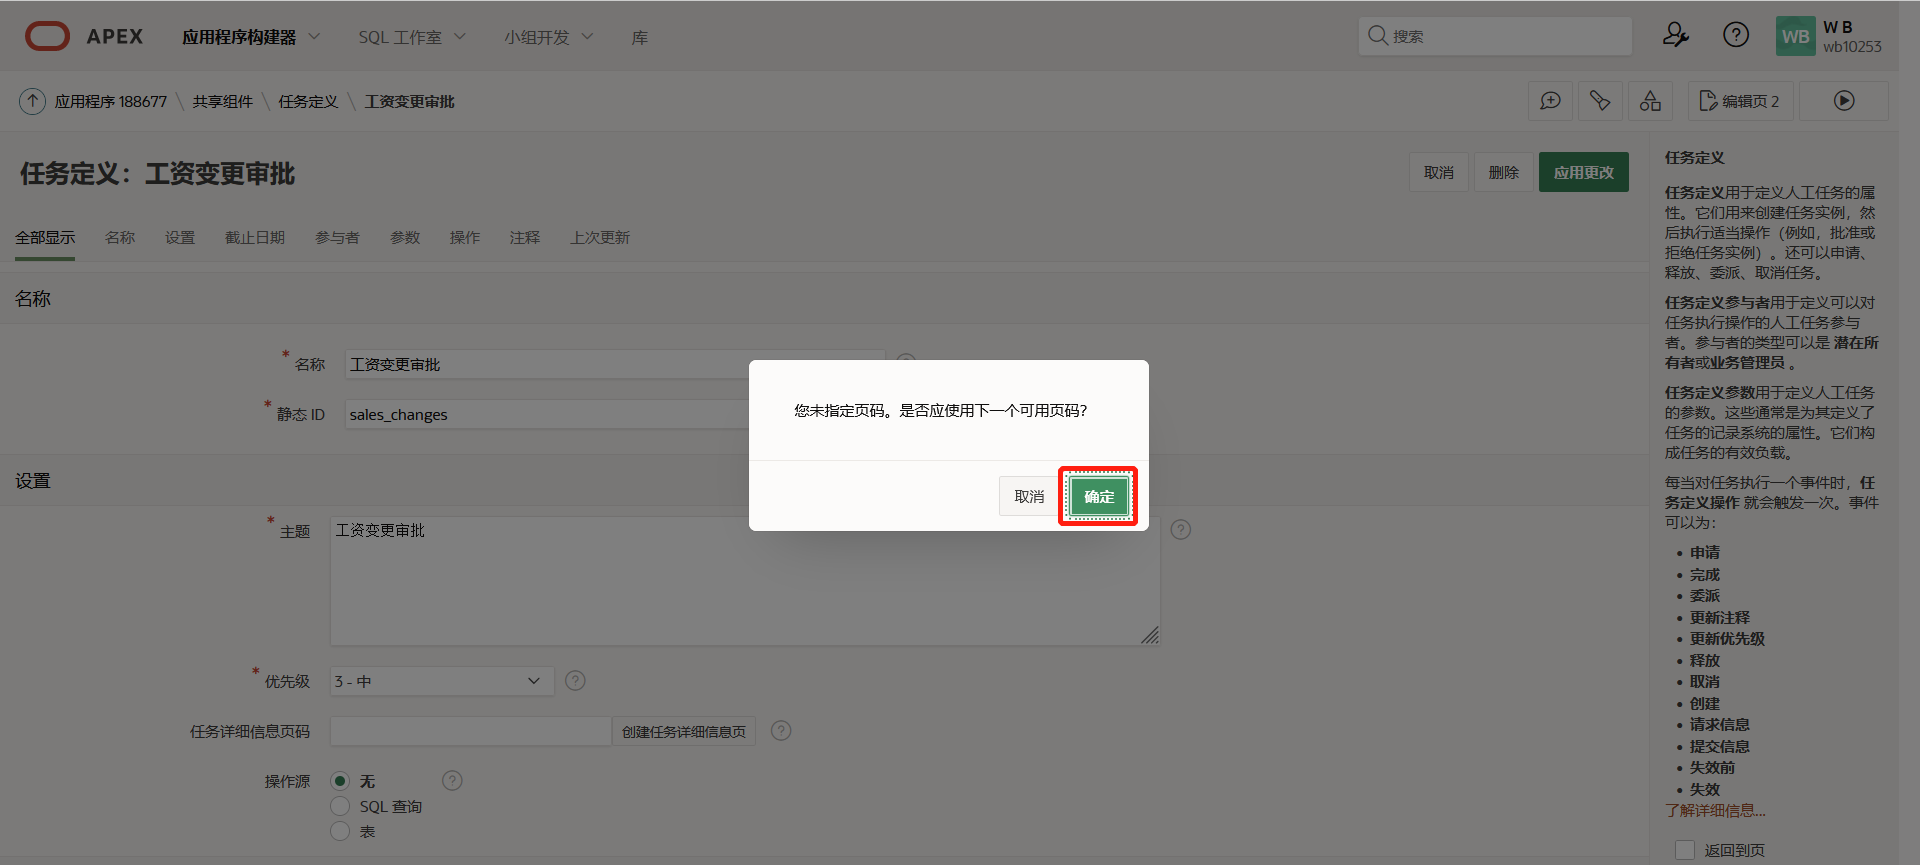 APEX
应用程序构建器
SQL 工作室
小组开发
库
搜索
WB
W B
wb10253
应用程序 188677
共享组件
任务定义
工资变更审批
编辑页 2
任务定义：工资变更审批
取消
删除
应用更改
全部显示
名称
设置
截止日期
参与者
参数
操作
注释
上次更新
名称
* 名称
工资变更审批
* 静态 ID
sales_changes
您未指定页码。是否应使用下一个可用页码？
取消
确定
设置
* 主题
工资变更审批
* 优先级
3 - 中
任务详细信息页码
创建任务详细信息页
操作源
无
SQL 查询
表
任务定义
任务定义用于定义人工任务的属
性。它们用来创建任务实例，然
后执行适当操作（例如，批准或
拒绝任务实例）。还可以申请、
释放、委派、取消任务。
任务定义参与者用于定义可以对
任务执行操作的人工任务参与
者。参与者的类型可以是 潜在所
有者或业务管理员 。
任务定义参数用于定义人工任务
的参数。这些通常是为其定义了
任务的记录系统的属性。它们构
成任务的有效负载。
每当对任务执行一个事件时，任
务定义操作 就会触发一次。事件
可以为：
• 申请
• 完成
• 委派
• 更新注释
• 更新优先级
• 释放
• 取消
• 创建
• 请求信息
• 提交信息
• 失效前
• 失效
了解详细信息...
返回到页